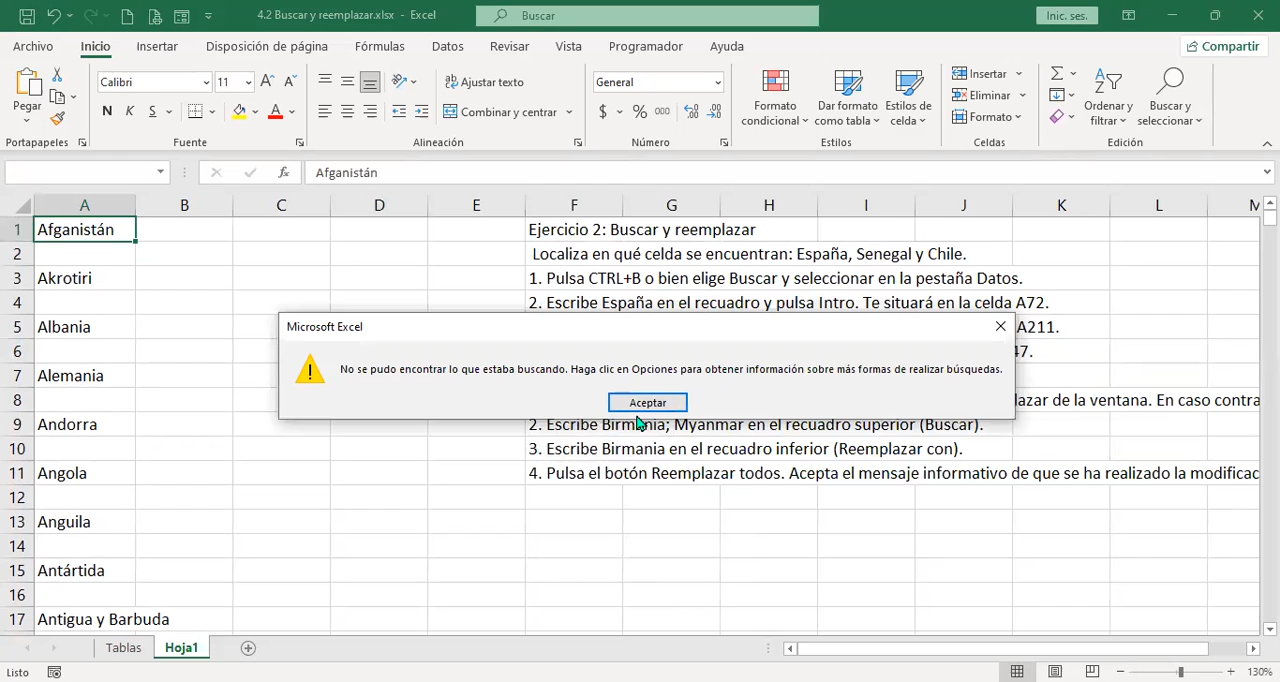 4.2 Buscar y reemplazar.xlsx - Excel
Buscar
Inic. ses.
Archivo Inicio Insertar Disposición de página Fórmulas Datos Revisar Vista Programador Ayuda
Compartir
Pegar
Calibri 11
N K S
Ajustar texto
Combinar y centrar
General
$ % 000
Formato condicional
Dar formato como tabla
Estilos de celda
Insertar
Eliminar
Formato
Ordenar y filtrar
Buscar y seleccionar
Portapapeles Fuente Alineación Número Estilos Celdas Edición
fx Afganistán
A B C D E F G H I J K L M
1 Afganistán Ejercicio 2: Buscar y reemplazar
2 Localiza en qué celda se encuentran: España, Senegal y Chile.
3 Akrotiri 1. Pulsa CTRL+B o bien elige Buscar y seleccionar en la pestaña Datos.
4 2. Escribe España en el recuadro y pulsa Intro. Te situará en la celda A72.
Microsoft Excel
5 Albania A211.
6 47.
No se pudo encontrar lo que estaba buscando. Haga clic en Opciones para obtener información sobre más formas de realizar búsquedas.
7 Alemania
Aceptar
8 lazar de la ventana. En caso contra
9 Andorra 2. Escribe Birmania; Myanmar en el recuadro superior (Buscar).
10 3. Escribe Birmania en el recuadro inferior (Reemplazar con).
11 Angola 4. Pulsa el botón Reemplazar todos. Acepta el mensaje informativo de que se ha realizado la modificac
12
13 Anguila
14
15 Antártida
16
17 Antigua y Barbuda
Tablas Hoja1
Listo
130%